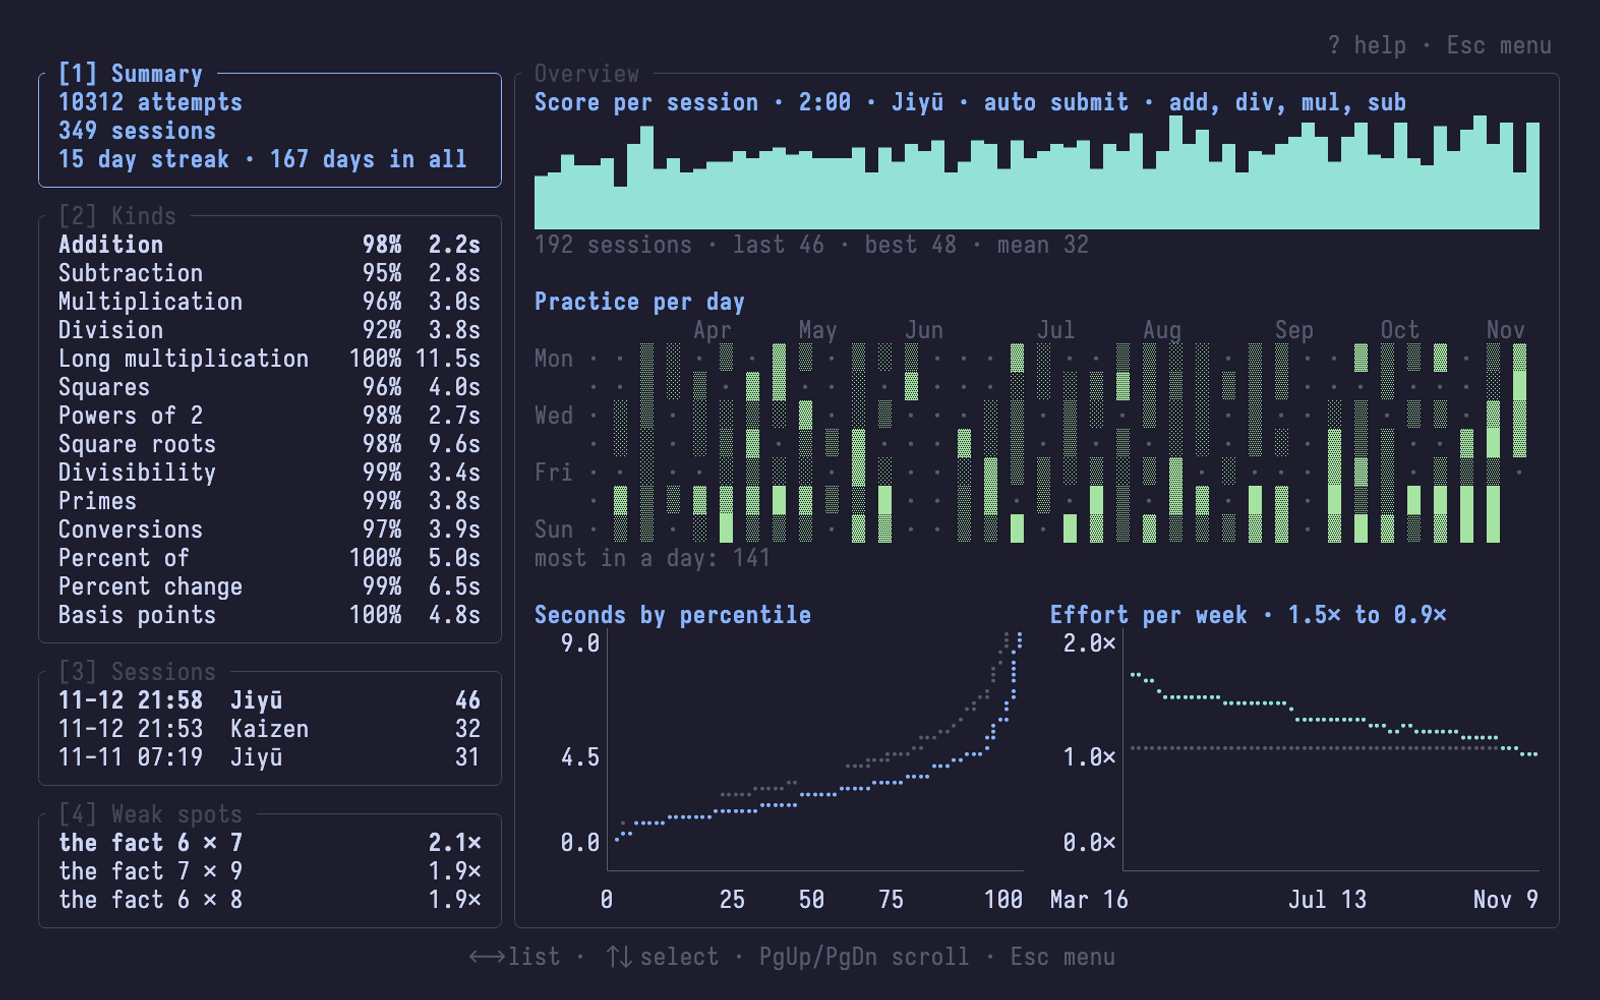 ? help · Esc menu
[1] Summary
10312 attempts
349 sessions
15 day streak · 167 days in all
[2] Kinds
Addition 98% 2.2s
Subtraction 95% 2.8s
Multiplication 96% 3.0s
Division 92% 3.8s
Long multiplication 100% 11.5s
Squares 96% 4.0s
Powers of 2 98% 2.7s
Square roots 98% 9.6s
Divisibility 99% 3.4s
Primes 99% 3.8s
Conversions 97% 3.9s
Percent of 100% 5.0s
Percent change 99% 6.5s
Basis points 100% 4.8s
[3] Sessions
11-12 21:58 Jiyū 46
11-12 21:53 Kaizen 32
11-11 07:19 Jiyū 31
[4] Weak spots
the fact 6 × 7 2.1×
the fact 7 × 9 1.9×
the fact 6 × 8 1.9×
Overview
Score per session · 2:00 · Jiyū · auto submit · add, div, mul, sub
192 sessions · last 46 · best 48 · mean 32
Practice per day
Apr May Jun Jul Aug Sep Oct Nov
Mon
Wed
Fri
Sun
most in a day: 141
Seconds by percentile
9.0
4.5
0.0
0 25 50 75 100
Effort per week · 1.5× to 0.9×
2.0×
1.0×
0.0×
Mar 16 Jul 13 Nov 9
←→list · ↑↓select · PgUp/PgDn scroll · Esc menu